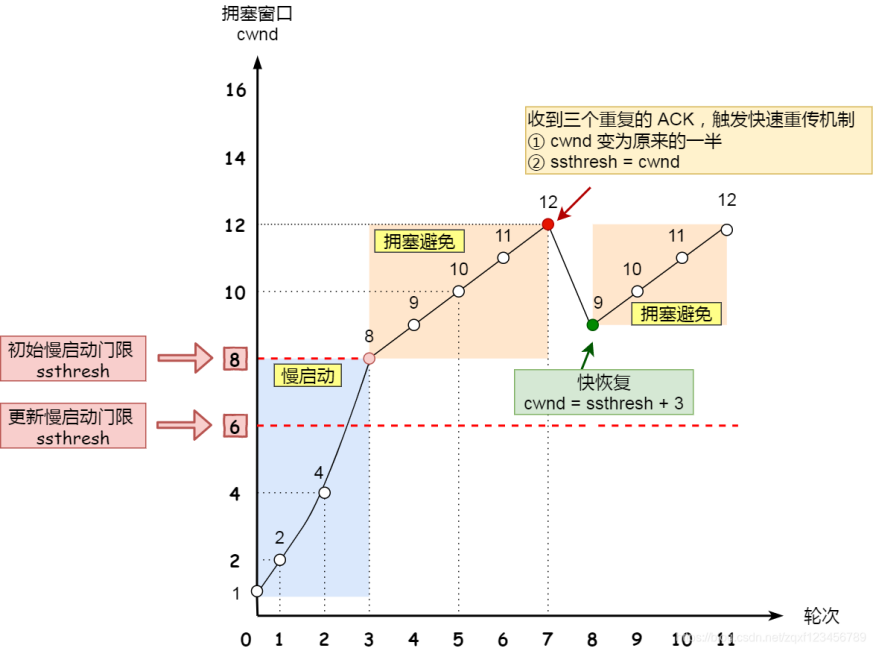 拥塞窗口
cwnd
16
14
12
10
8
6
4
2
1
收到三个重复的 ACK，触发快速重传机制
① cwnd 变为原来的一半
② ssthresh = cwnd
12
11
10
9
8
拥塞避免
12
11
10
9
拥塞避免
初始慢启动门限
ssthresh
慢启动
快恢复
cwnd = ssthresh + 3
更新慢启动门限
ssthresh
4
2
轮次
0 1 2 3 4 5 6 7 8 9 10 11